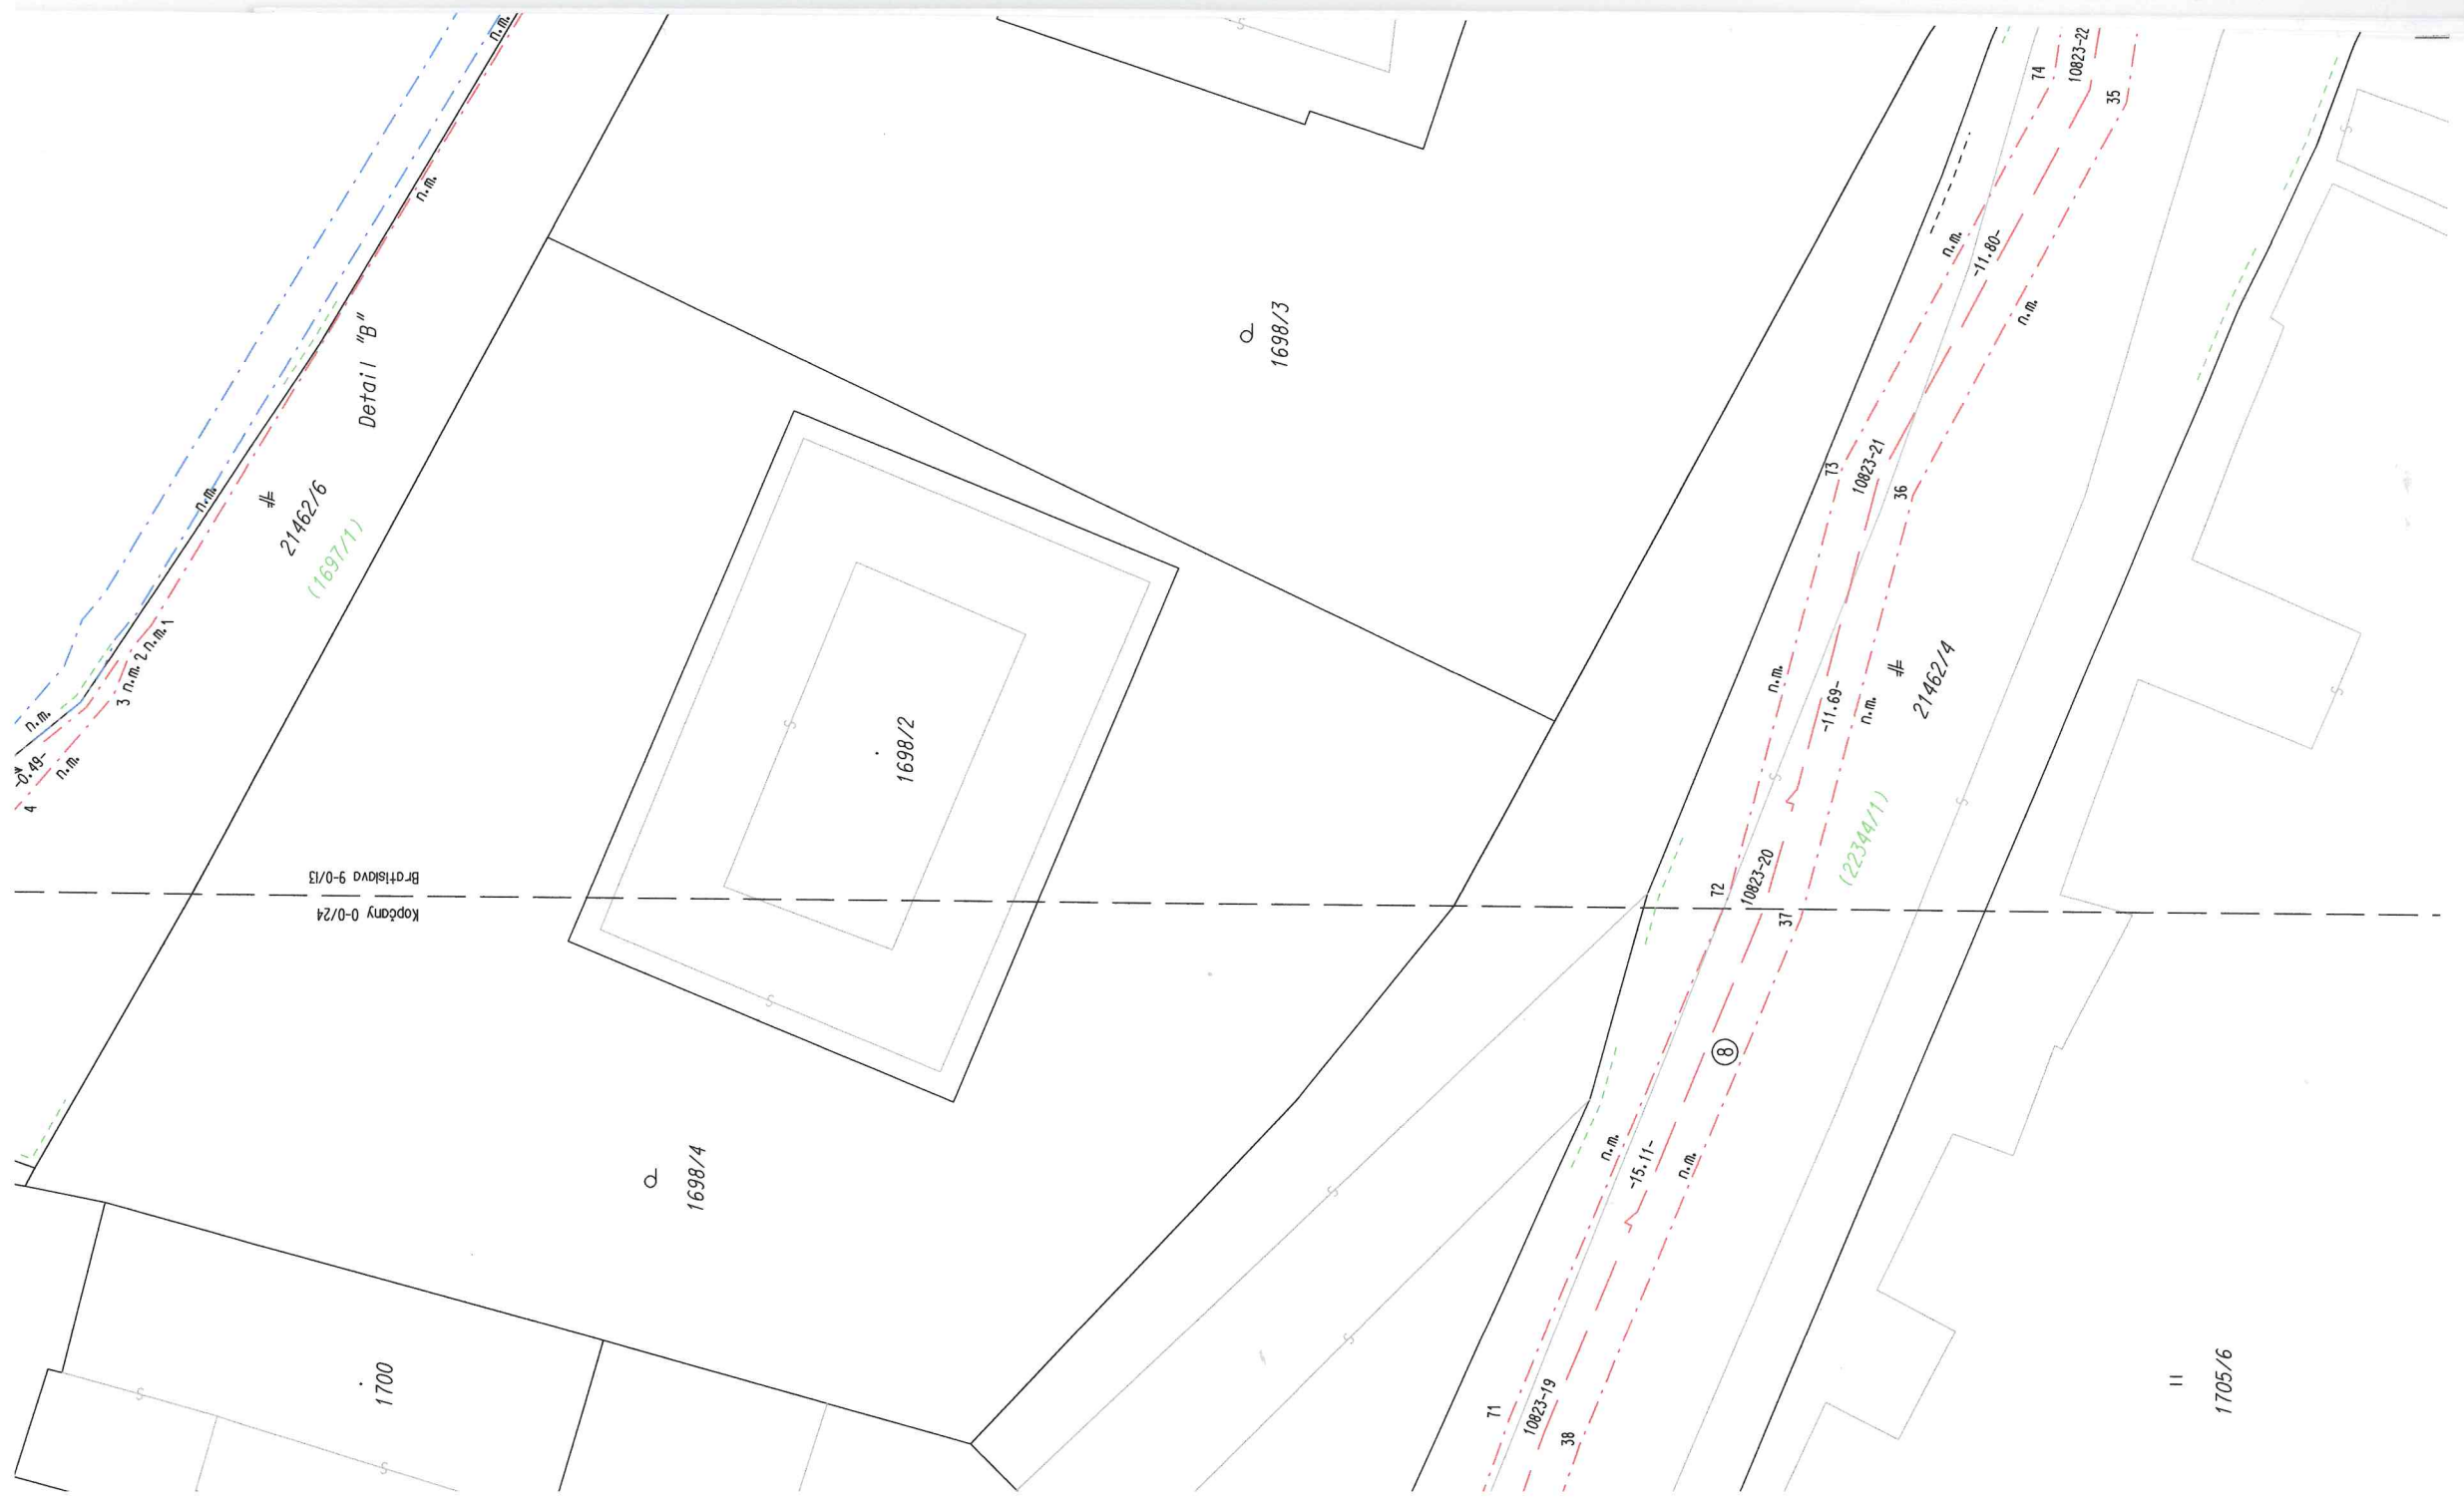 n.m.
n.m.
Detail "B"
n.m.
21462/6
(1697/1)
1
n.m.
2
n.m.
3
n.m.
-0.49-
n.m.
4
Bratislava 9-0/13
Kopčany 0-0/24
S
1698/3
S
1698/2
S
1698/4
1700
S
S
S
S
74
10823-22
35
n.m.
-11.80-
n.m.
73
10823-21
36
n.m.
-11.69-
n.m.
21462/4
S
(22344/1)
S
72
10823-20
37
8
n.m.
-15.11-
n.m.
71
10823-19
38
S
S
1705/6